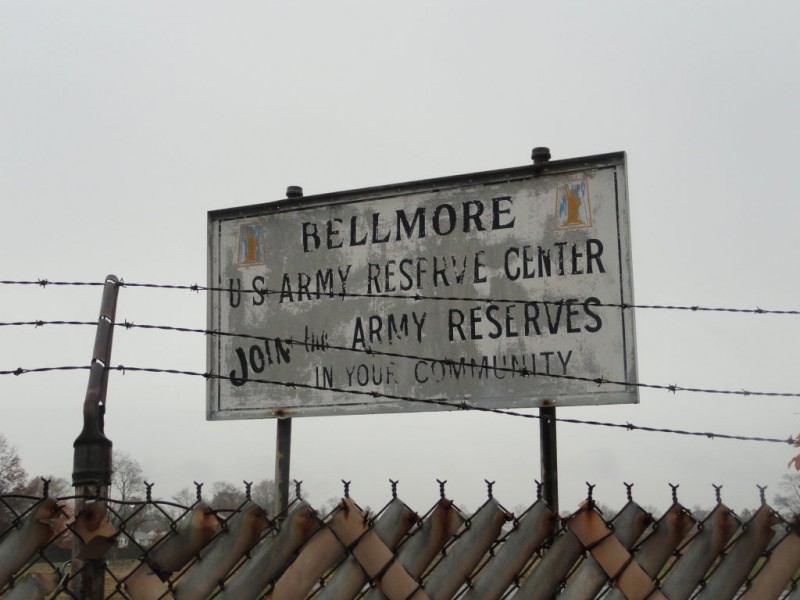 BELLMORE
U S ARMY RESERVE CENTER
JOIN the ARMY RESERVES
IN YOUR COMMUNITY